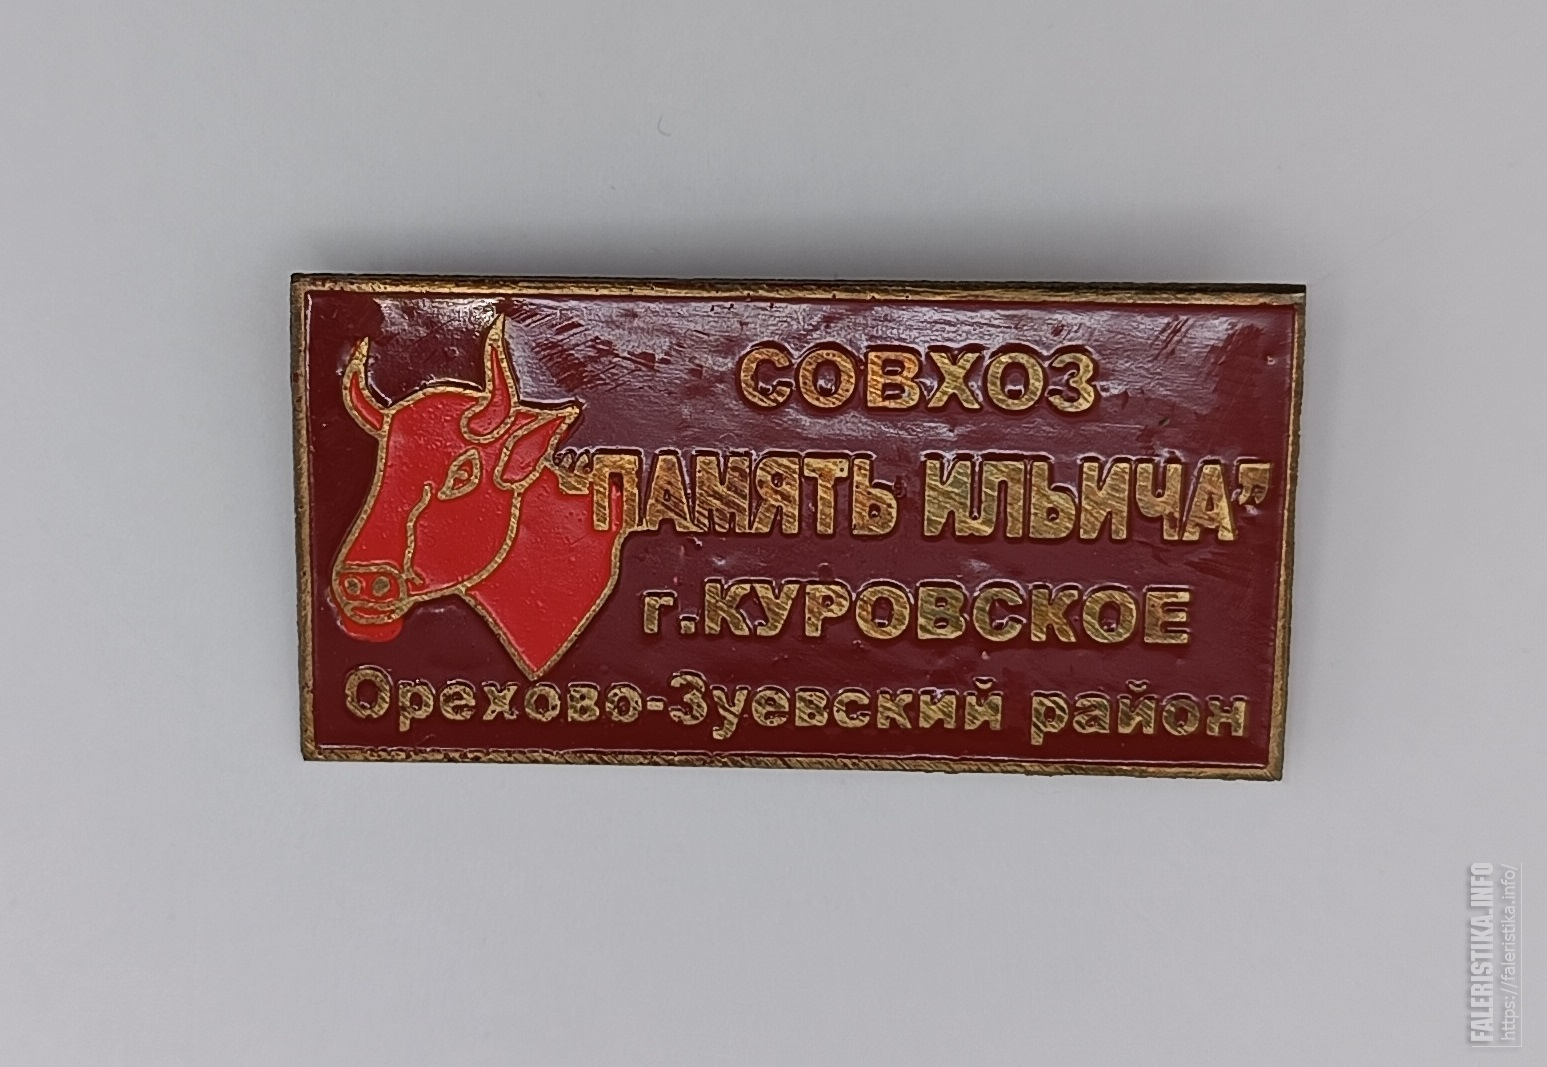 СОВХОЗ
“ПАМЯТЬ ИЛЬИЧА”
г.КУРОВСКОЕ
Орехово-Зуевский район
FALERISTIKA.INFO
https://faleristika.info/